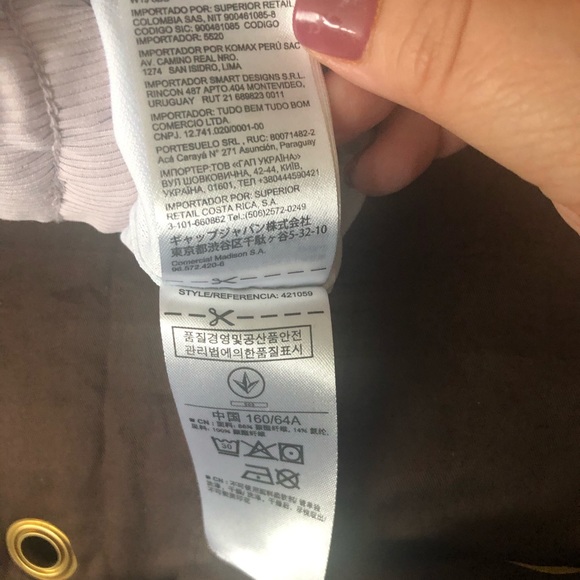 IMPORTADO POR: SUPERIOR RETAIL
COLOMBIA SAS, NIT 900461085-8
CODIGO SIC: 900461085 CODIGO
IMPORTADOR: 5520
IMPORTADOR POR: KOMAX PERÚ SAC
AV. CAMINO REAL NRO.
1274 SAN ISIDRO, LIMA
IMPORTADOR SMART DESIGNS S.R.L.
RINCON 487 APTO.404 MONTEVIDEO,
URUGUAY RUT 21 689823 0011
IMPORTADOR: TUDO BEM TUDO BOM
COMERCIO LTDA.
CNPJ. 12.741.020/0001-00
PORTESUELO SRL, RUC: 80071482-2
Acá Carayá N° 271 Asunción, Paraguay
ІМПОРТЕР:ТОВ «ГАП УКРАЇНА»
ВУЛ ШОВКОВИЧНА, 42-44, КИЇВ,
УКРАЇНА, 01601, ТЕЛ +380444590421
IMPORTADOR POR: SUPERIOR
RETAIL COSTA RICA, S.A.
3-101-660862 Tel.:(506)2572-0249
ギャップジャパン株式会社
東京都渋谷区千駄ヶ谷5-32-10
Comercial Madison S.A.
90.572.420-8
STYLE/REFERENCIA: 421059
품질경영및공산품안전
관리법에의한품질표시
中国 160/64A
30